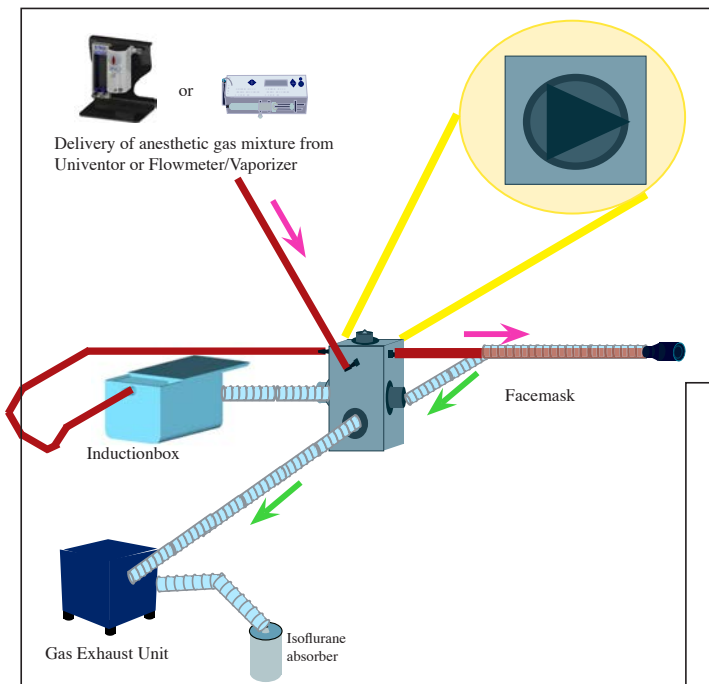 or
Delivery of anesthetic gas mixture from
Univentor or Flowmeter/Vaporizer
Facemask
Inductionbox
Isoflurane
absorber
Gas Exhaust Unit